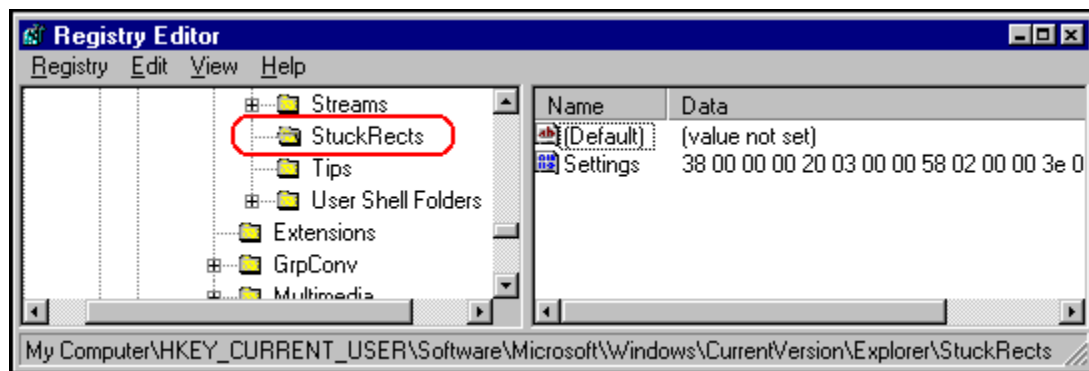 Registry Editor
Registry Edit View Help
Streams
StuckRects
Tips
User Shell Folders
Extensions
GrpConv
Multimedia
Name Data
(Default) (value not set)
Settings 38 00 00 00 20 03 00 00 58 02 00 00 3e 0
My Computer\HKEY_CURRENT_USER\Software\Microsoft\Windows\CurrentVersion\Explorer\StuckRects